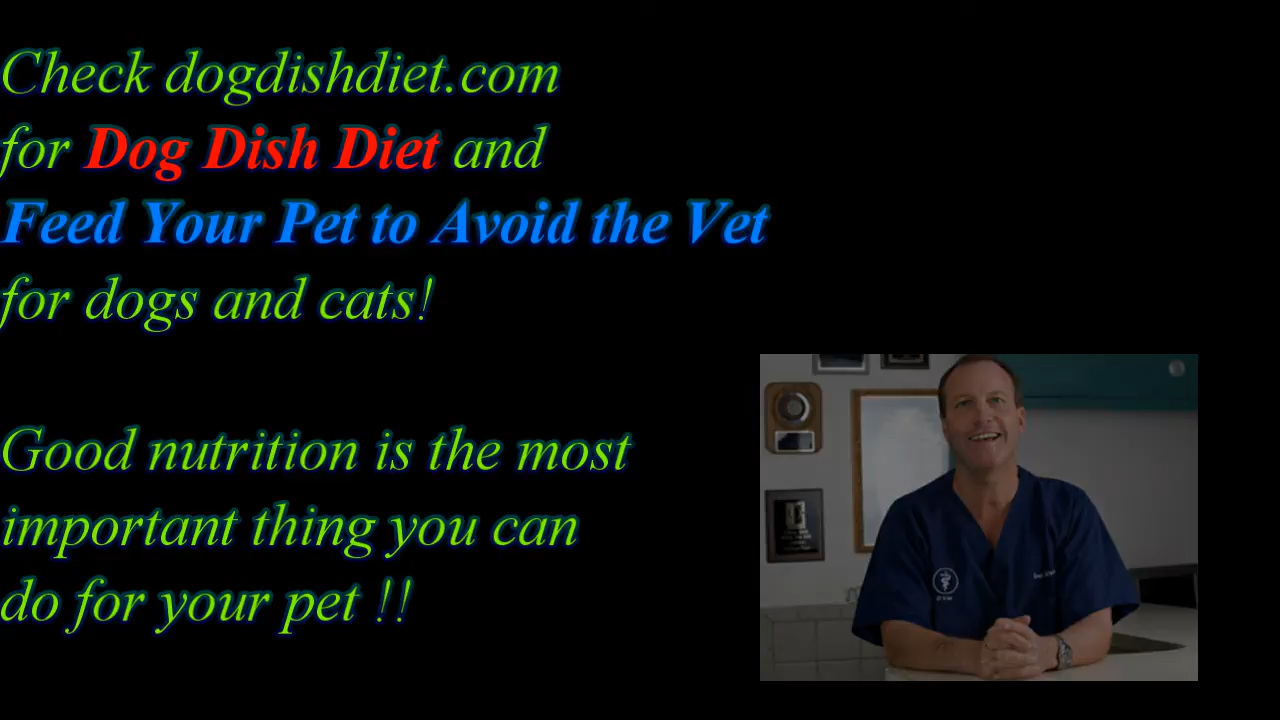 Check dogdishdiet.com
for Dog Dish Diet and
Feed Your Pet to Avoid the Vet
for dogs and cats!
Good nutrition is the most
important thing you can
do for your pet !!